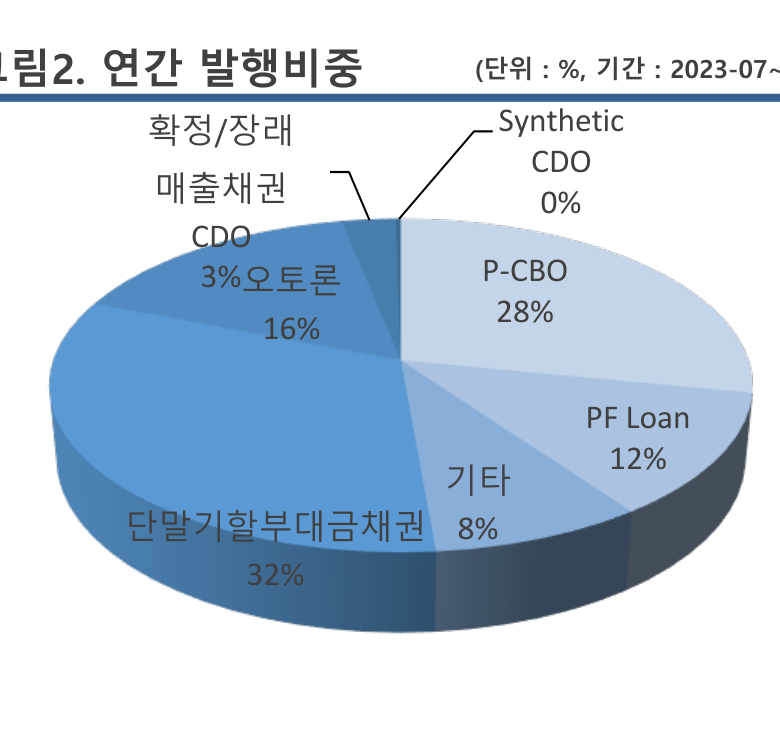 그림2. 연간 발행비중
(단위 : %, 기간 : 2023-07~
확정/장래
매출채권
CDO
3%
Synthetic
CDO
0%
오토론
16%
P-CBO
28%
PF Loan
12%
기타
8%
단말기할부대금채권
32%